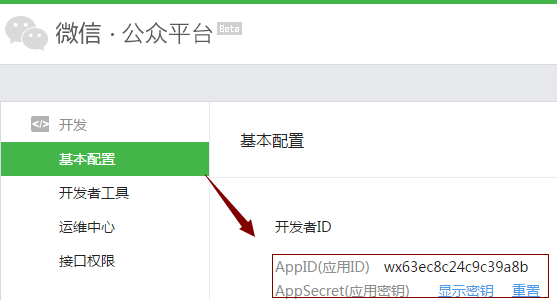 微信·公众平台 Beta
</> 开发
基本配置
基本配置
开发者工具
运维中心
接口权限
开发者ID
AppID(应用ID) wx63ec8c24c9c39a8b
AppSecret(应用密钥) 显示密钥 重置